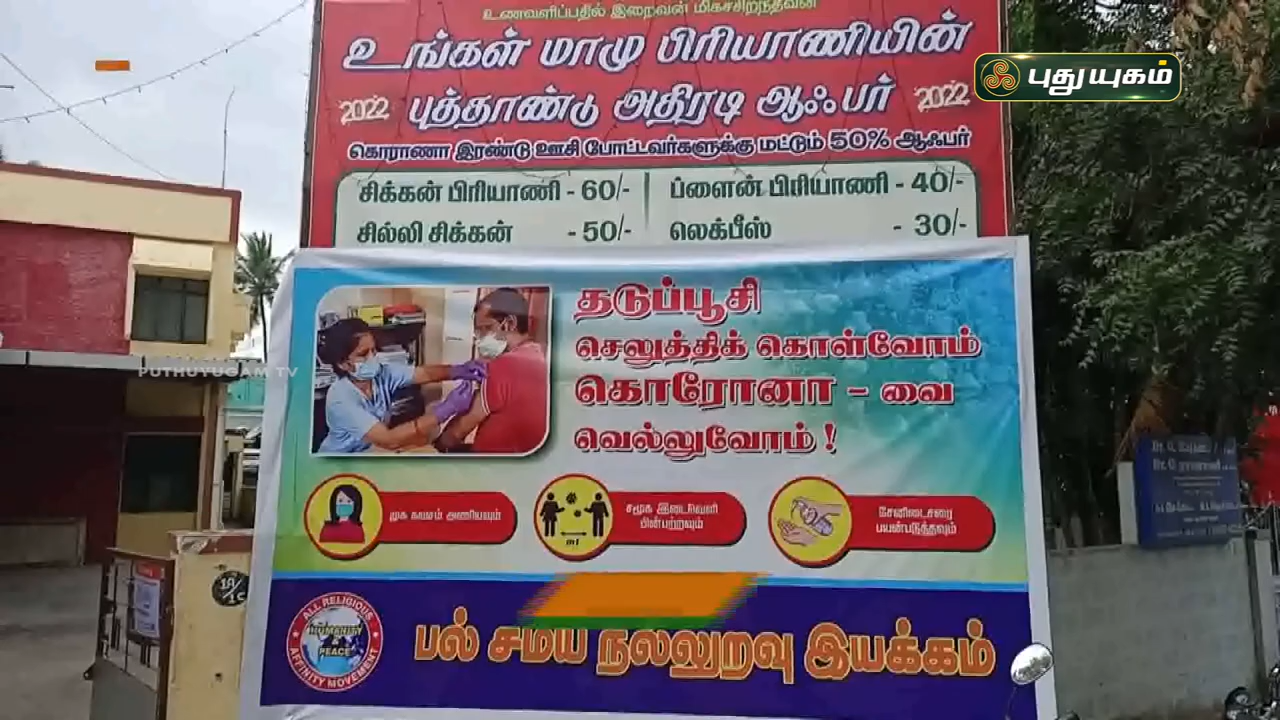 உணவளிப்பதில் இறைவன் மிகச்சிறந்தவன்
உங்கள் மாமு பிரியாணியின்
2022 புத்தாண்டு அதிரடி ஆஃபர் 2022
கொராணா இரண்டு ஊசி போட்டவர்களுக்கு மட்டும் 50% ஆஃபர்
சிக்கன் பிரியாணி - 60/- ப்ளைன் பிரியாணி - 40/-
சில்லி சிக்கன் - 50/- லெக்பீஸ் - 30/-
புதுயுகம்
PUTHUYUGAM TV
தடுப்பூசி
செலுத்திக் கொள்வோம்
கொரோனா - வை
வெல்லுவோம் !
முக கவசம் அணியவும்
சமூக இடைவெளி
பின்பற்றவும்
சேனிடைசரை
பயன்படுத்தவும்
ALL RELIGIOUS
HUMANITY
&
PEACE
AFFINITY MOVEMENT
பல் சமய நல்லுறவு இயக்கம்